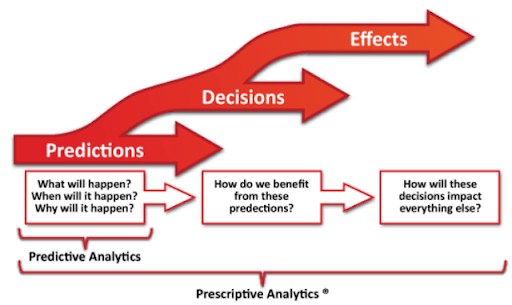 Effects
Decisions
Predictions
What will happen?
When will it happen?
Why will it happen?
How do we benefit
from these
predections?
How will these
decisions impact
everything else?
Predictive Analytics
Prescriptive Analytics ®